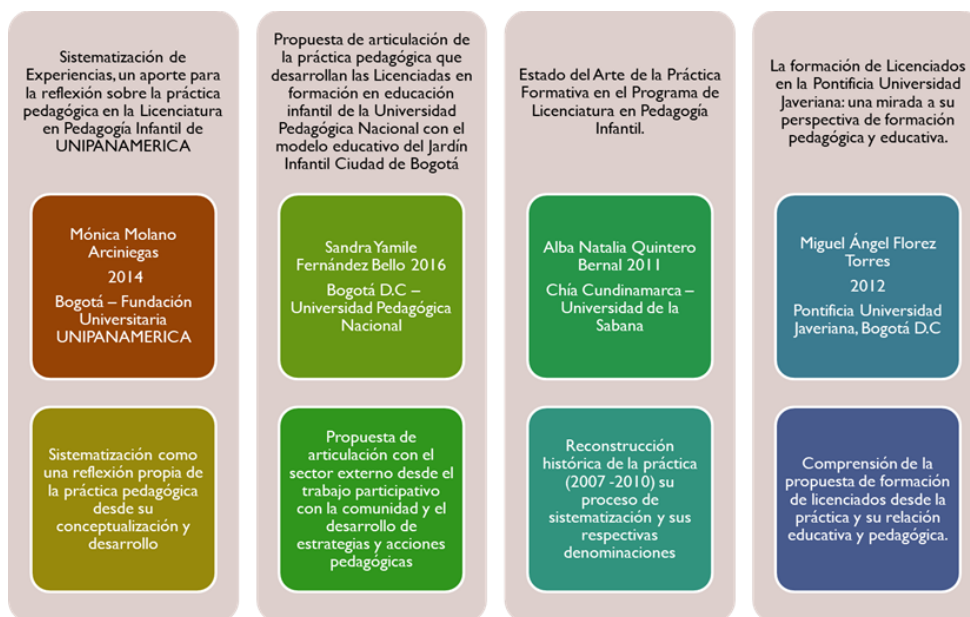 Sistematización de
Experiencias, un aporte para
la reflexión sobre la práctica
pedagógica en la Licenciatura
en Pedagogía Infantil de
UNIPANAMERICA
Mónica Molano
Arciniegas
2014
Bogotá – Fundación
Universitaria
UNIPANAMERICA
Sistematización como
una reflexión propia de
la práctica pedagógica
desde su
conceptualización y
desarrollo
Propuesta de articulación de
la práctica pedagógica que
desarrollan las Licenciadas en
formación en educación
infantil de la Universidad
Pedagógica Nacional con el
modelo educativo del Jardín
Infantil Ciudad de Bogotá
Sandra Yamile
Fernández Bello 2016
Bogotá D.C –
Universidad Pedagógica
Nacional
Propuesta de
articulación con el
sector externo desde el
trabajo participativo
con la comunidad y el
desarrollo de
estrategias y acciones
pedagógicas
Estado del Arte de la Práctica
Formativa en el Programa de
Licenciatura en Pedagogía
Infantil.
Alba Natalia Quintero
Bernal 2011
Chía Cundinamarca –
Universidad de la
Sabana
Reconstrucción
histórica de la práctica
(2007 -2010) su
proceso de
sistematización y sus
respectivas
denominaciones
La formación de Licenciados
en la Pontificia Universidad
Javeriana: una mirada a su
perspectiva de formación
pedagógica y educativa.
Miguel Ángel Florez
Torres
2012
Pontificia Universidad
Javeriana, Bogotá D.C
Comprensión de la
propuesta de formación
de licenciados desde la
práctica y su relación
educativa y pedagógica.